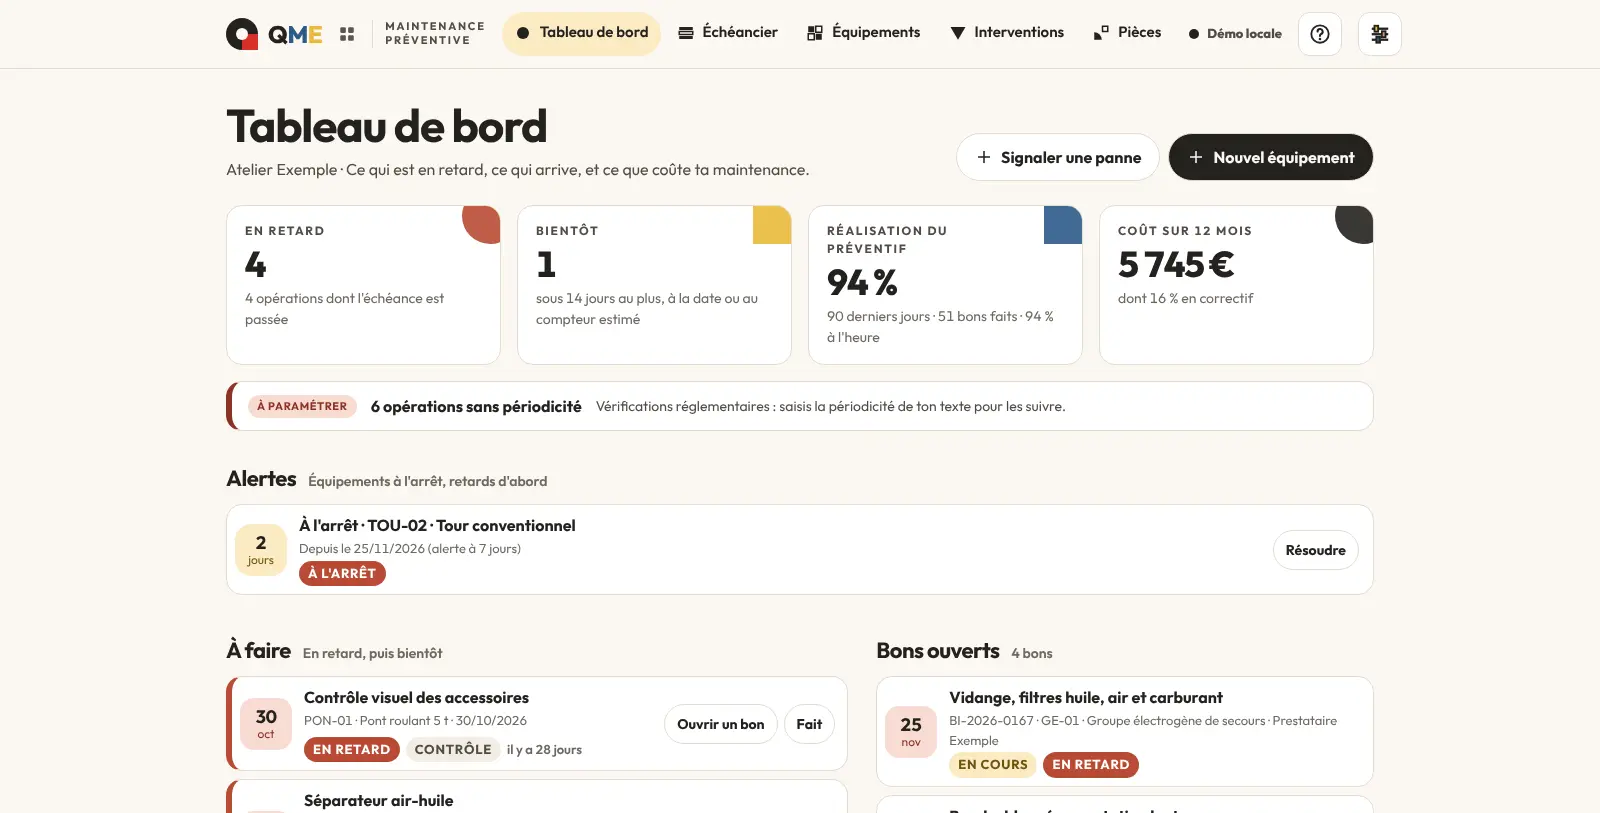 QME
MAINTENANCE
PRÉVENTIVE
Tableau de bord
Échéancier
Équipements
Interventions
Pièces
Démo locale
Tableau de bord
Atelier Exemple · Ce qui est en retard, ce qui arrive, et ce que coûte ta maintenance.
+ Signaler une panne
+ Nouvel équipement
EN RETARD
4
4 opérations dont l'échéance est
passée
BIENTÔT
1
sous 14 jours au plus, à la date ou au
compteur estimé
RÉALISATION DU
PRÉVENTIF
94 %
90 derniers jours · 51 bons faits · 94 %
à l'heure
COÛT SUR 12 MOIS
5 745 €
dont 16 % en correctif
À PARAMÉTRER
6 opérations sans périodicité
Vérifications réglementaires : saisis la périodicité de ton texte pour les suivre.
Alertes
Équipements à l'arrêt, retards d'abord
2
jours
À l'arrêt · TOU-02 · Tour conventionnel
Depuis le 25/11/2026 (alerte à 7 jours)
À L'ARRÊT
Résoudre
À faire
En retard, puis bientôt
30
oct
Contrôle visuel des accessoires
PON-01 · Pont roulant 5 t · 30/10/2026
EN RETARD
CONTRÔLE
il y a 28 jours
Ouvrir un bon
Fait
Séparateur air-huile
Bons ouverts
4 bons
25
nov
Vidange, filtres huile, air et carburant
BI-2026-0167 · GE-01 · Groupe électrogène de secours · Prestataire
Exemple
EN COURS
EN RETARD